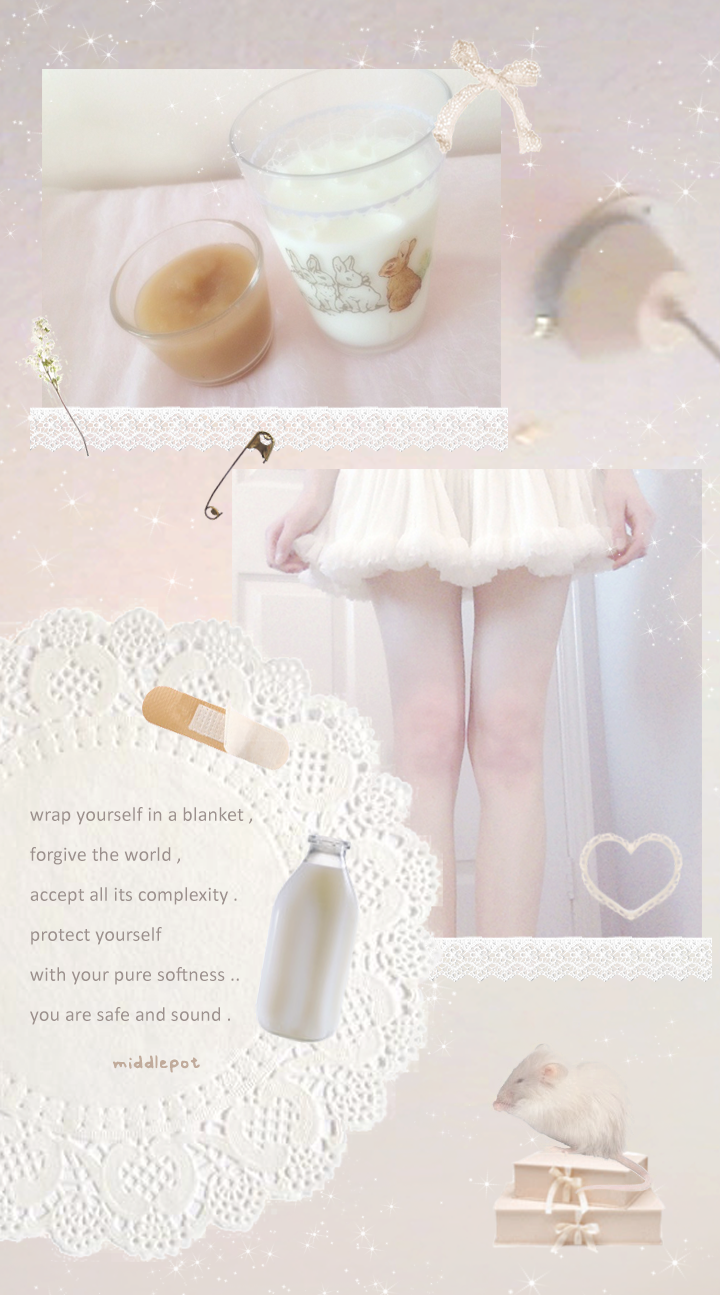 wrap yourself in a blanket ,
forgive the world ,
accept all its complexity .
protect yourself
with your pure softness ..
you are safe and sound .
middlepot